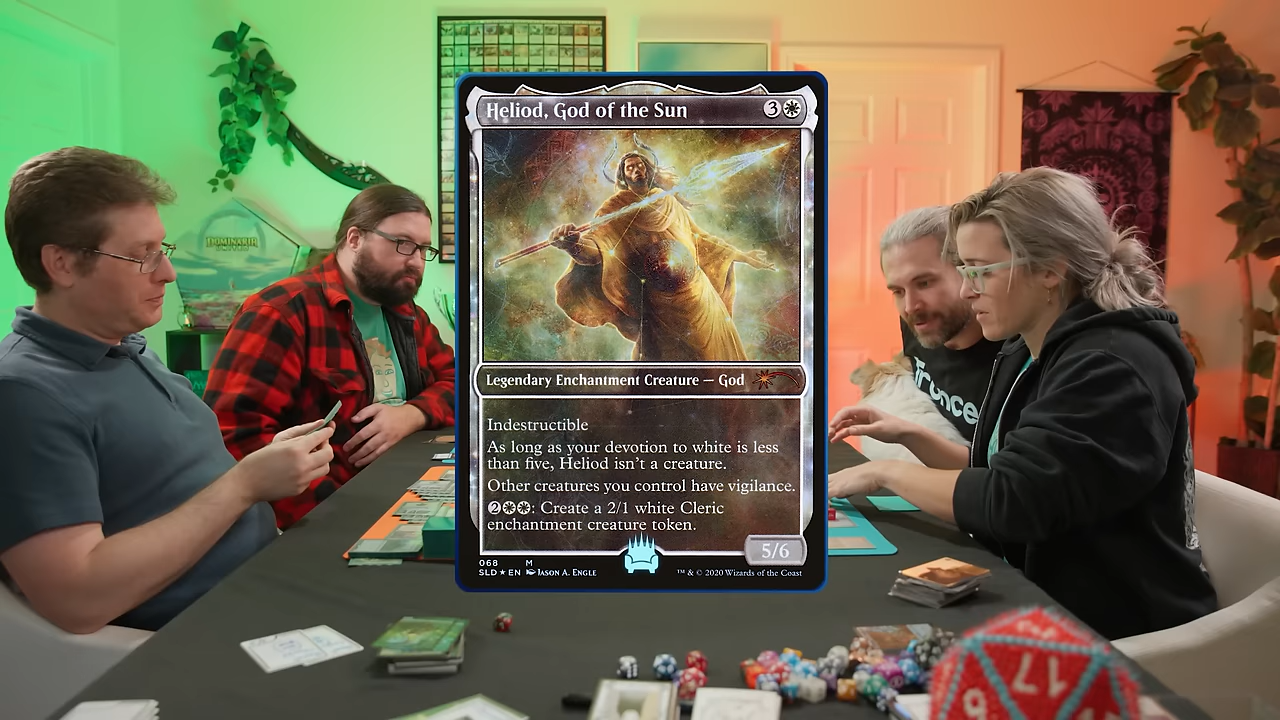 Heliod, God of the Sun 3
Legendary Enchantment Creature — God
Indestructible
As long as your devotion to white is less
than five, Heliod isn't a creature.
Other creatures you control have vigilance.
2: Create a 2/1 white Cleric
enchantment creature token.
5/6
068 M
SLD ★ EN Jason A. Engle
™ & © 2020 Wizards of the Coast
DOMINARIA
Trance
17